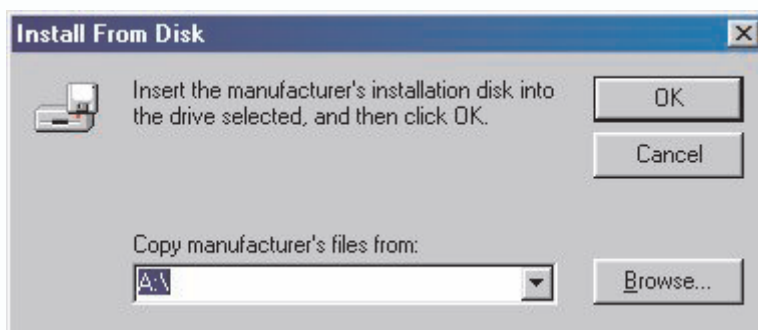 Install From Disk
Insert the manufacturer's installation disk into
the drive selected, and then click OK.
OK
Cancel
Copy manufacturer's files from:
A:\
Browse...